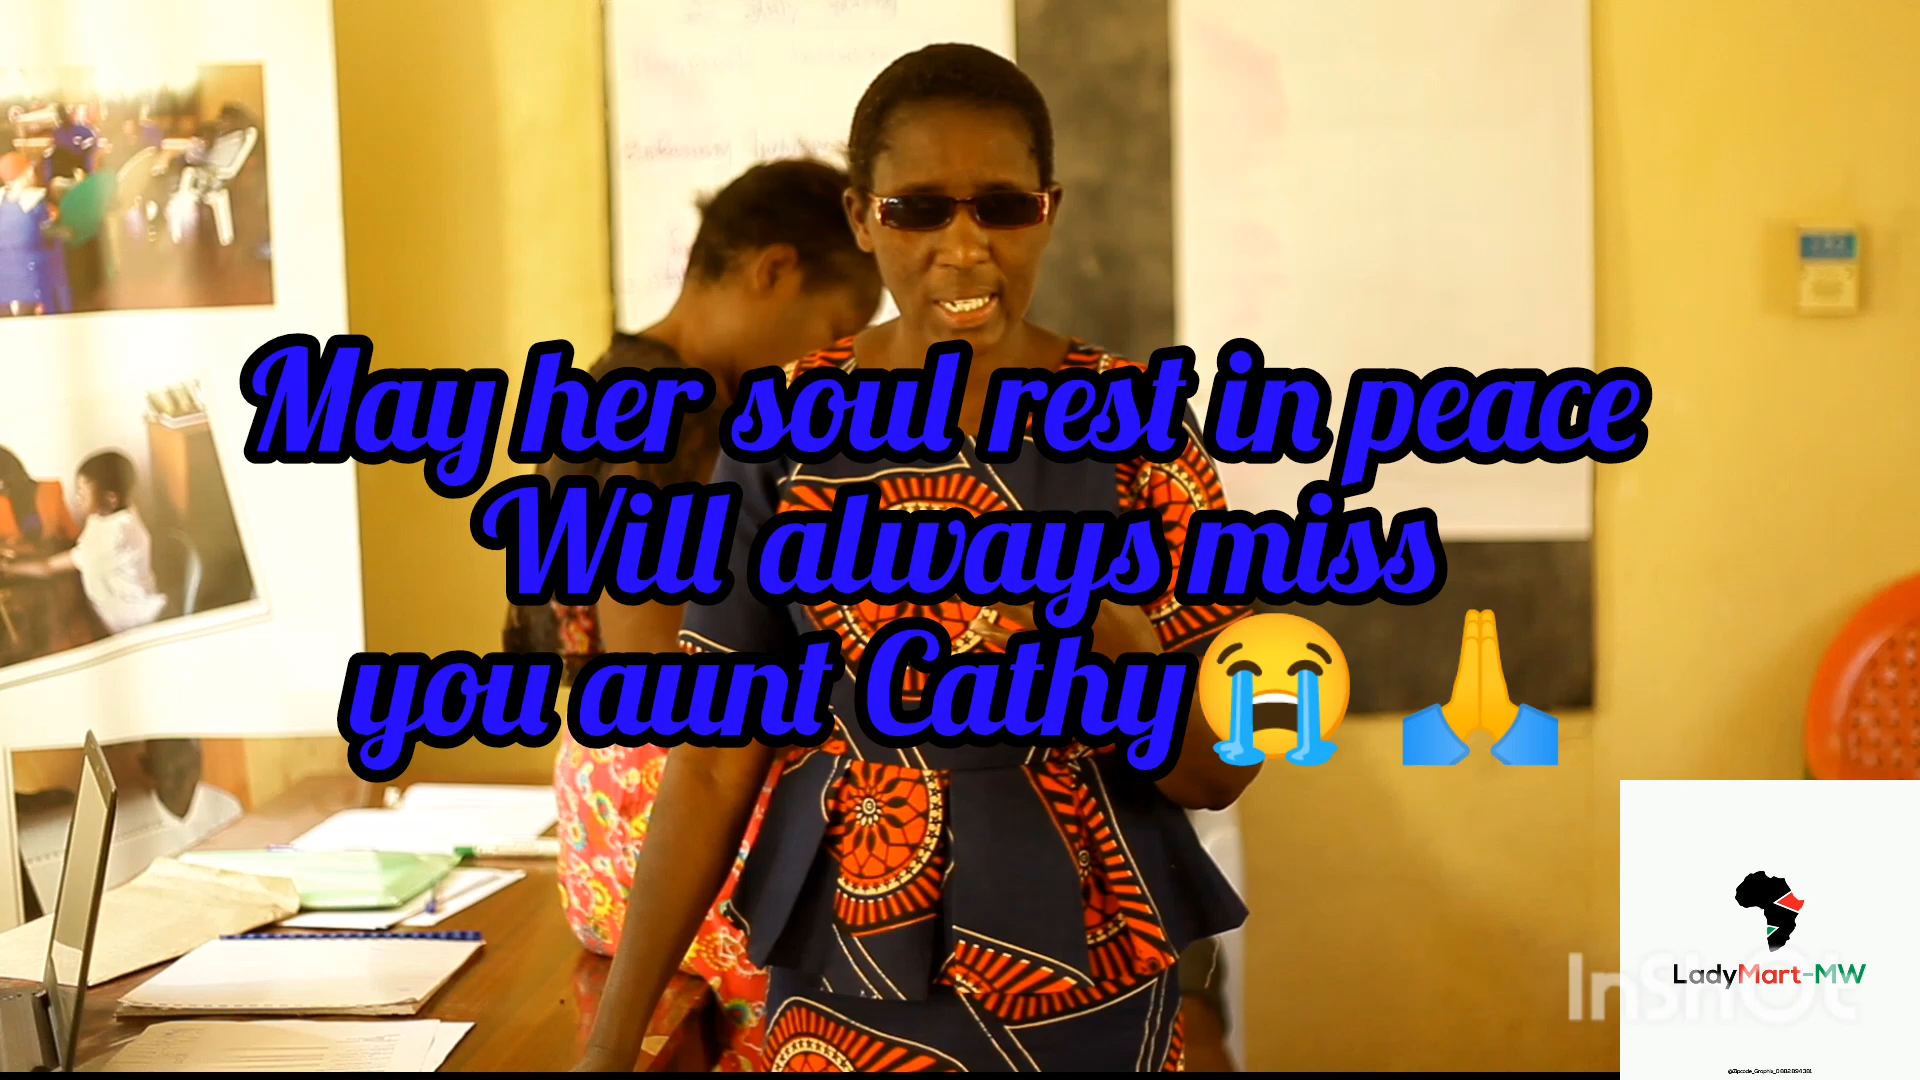 May her soul rest in peace
Will always miss
you aunt Cathy😭 🙏
InShOt
LadyMart-MW